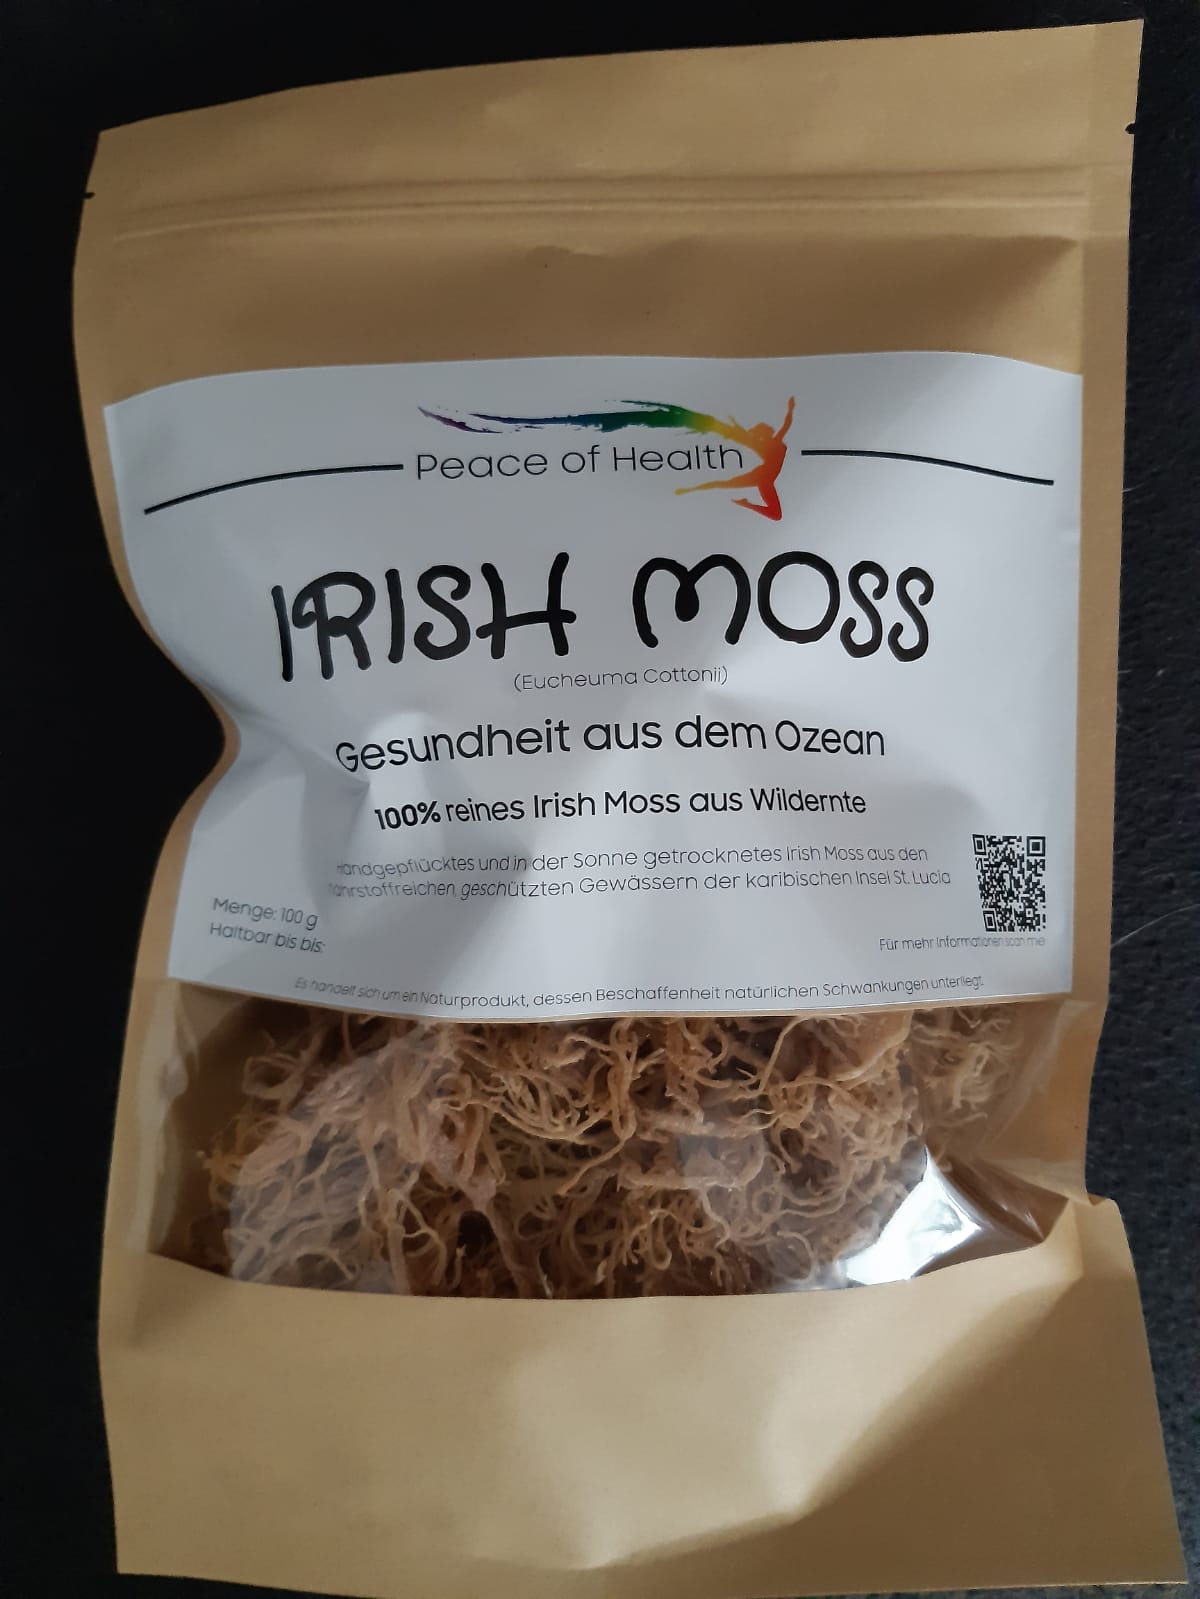 Peace of Health
IRISH MOSS
(Eucheuma Cottonii)
Gesundheit aus dem Ozean
100% reines Irish Moss aus Wildernte
Handgepflücktes und in der Sonne getrocknetes Irish Moss aus den
nährstoffreichen, geschützten Gewässern der karibischen Insel St. Lucia
Menge: 100 g
Haltbar bis bis:
Für mehr Informationen scan me
Es handelt sich um ein Naturprodukt, dessen Beschaffenheit natürlichen Schwankungen unterliegt.